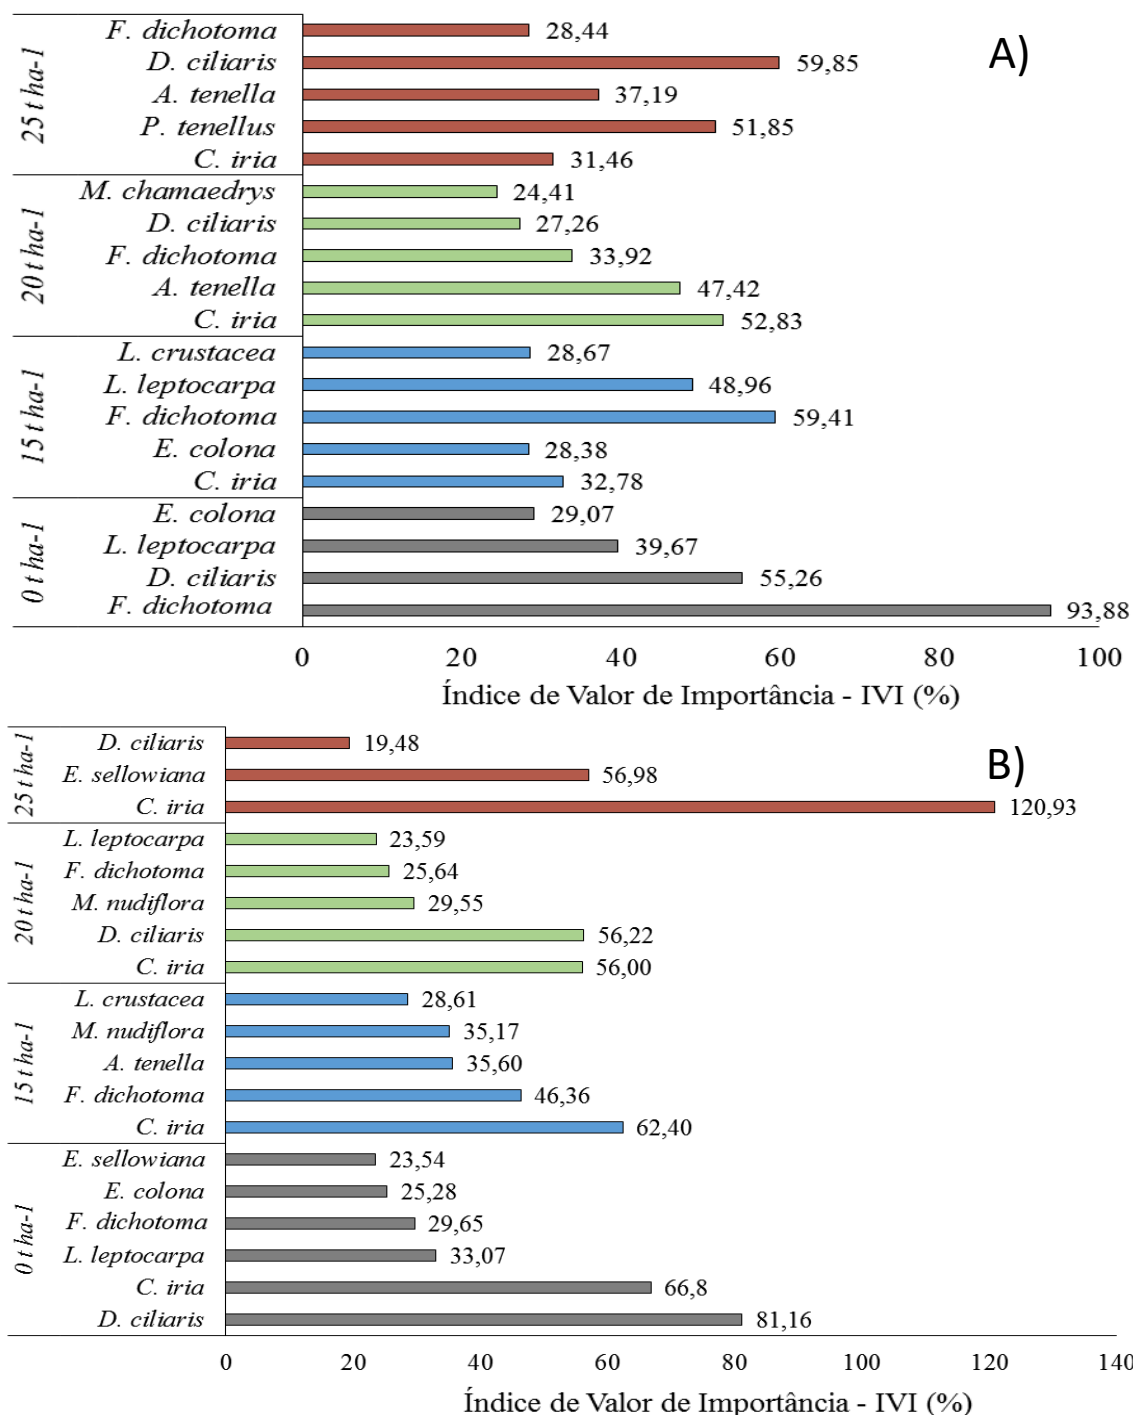 A)
25 t ha-1
F. dichotoma 28,44
D. ciliaris 59,85
A. tenella 37,19
P. tenellus 51,85
C. iria 31,46
20 t ha-1
M. chamaedrys 24,41
D. ciliaris 27,26
F. dichotoma 33,92
A. tenella 47,42
C. iria 52,83
15 t ha-1
L. crustacea 28,67
L. leptocarpa 48,96
F. dichotoma 59,41
E. colona 28,38
C. iria 32,78
0 t ha-1
E. colona 29,07
L. leptocarpa 39,67
D. ciliaris 55,26
F. dichotoma 93,88
0 20 40 60 80 100
Índice de Valor de Importância - IVI (%)
B)
25 t ha-1
D. ciliaris 19,48
E. sellowiana 56,98
C. iria 120,93
20 t ha-1
L. leptocarpa 23,59
F. dichotoma 25,64
M. nudiflora 29,55
D. ciliaris 56,22
C. iria 56,00
15 t ha-1
L. crustacea 28,61
M. nudiflora 35,17
A. tenella 35,60
F. dichotoma 46,36
C. iria 62,40
0 t ha-1
E. sellowiana 23,54
E. colona 25,28
F. dichotoma 29,65
L. leptocarpa 33,07
C. iria 66,8
D. ciliaris 81,16
0 20 40 60 80 100 120 140
Índice de Valor de Importância - IVI (%)